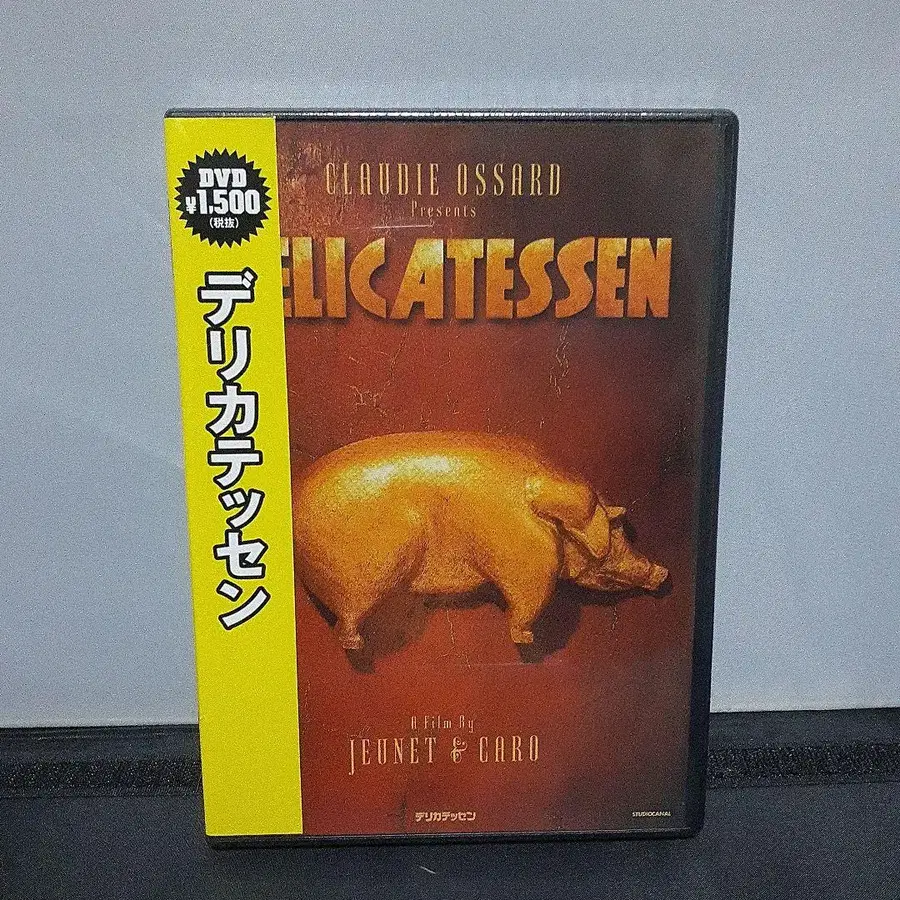 DVD
¥1,500
(税抜)
デリカテッセン
CLAUDIE OSSARD
Presents
ELICATESSEN
A Film By
JEUNET & CARO
デリカテッセン
STUDIOCANAL